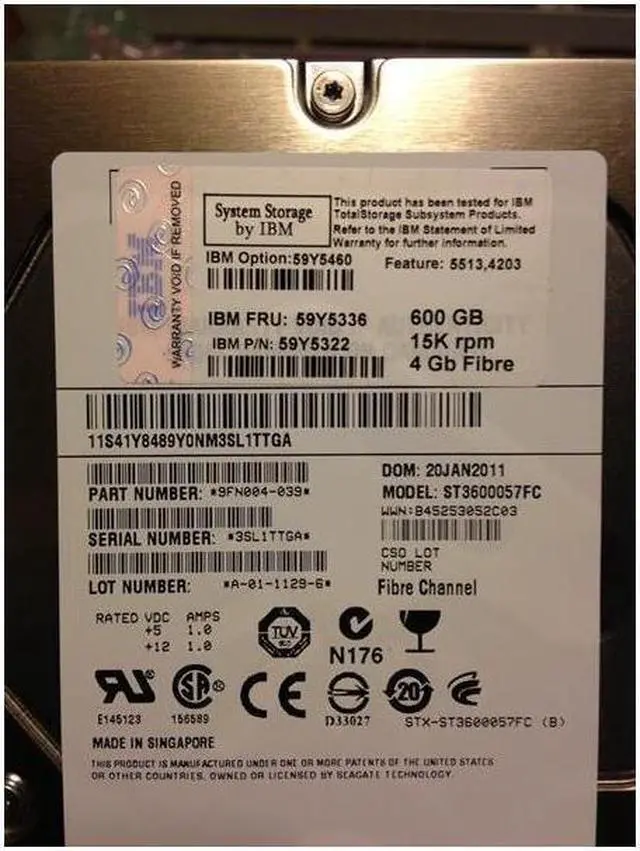 WARRANTY VOID IF REMOVED
IBM
System Storage
by IBM
This product has been tested for IBM
TotalStorage Subsystem Products.
Refer to the IBM Statement of Limited
Warranty for further information.
IBM Option:59Y5460
Feature: 5513,4203
IBM FRU: 59Y5336
600 GB
IBM P/N: 59Y5322
15K rpm
4 Gb Fibre
11S41Y8489Y0NM3SL1TTGA
DOM: 20JAN2011
PART NUMBER: *9FN004-039*
MODEL: ST3600057FC
WWN:B45253052C03
SERIAL NUMBER: *3SL1TTGA*
CSO LOT
NUMBER
LOT NUMBER: *A-01-1129-6*
Fibre Channel
RATED VDC AMPS
+5 1.0
+12 1.0
TUV
N176
E145123
156589
CE
D33027
20
STX-ST3600057FC (B)
MADE IN SINGAPORE
THIS PRODUCT IS MANUFACTURED UNDER ONE OR MORE PATENTS OF THE UNITED STATES
OR OTHER COUNTRIES, OWNED OR LICENSED BY SEAGATE TECHNOLOGY